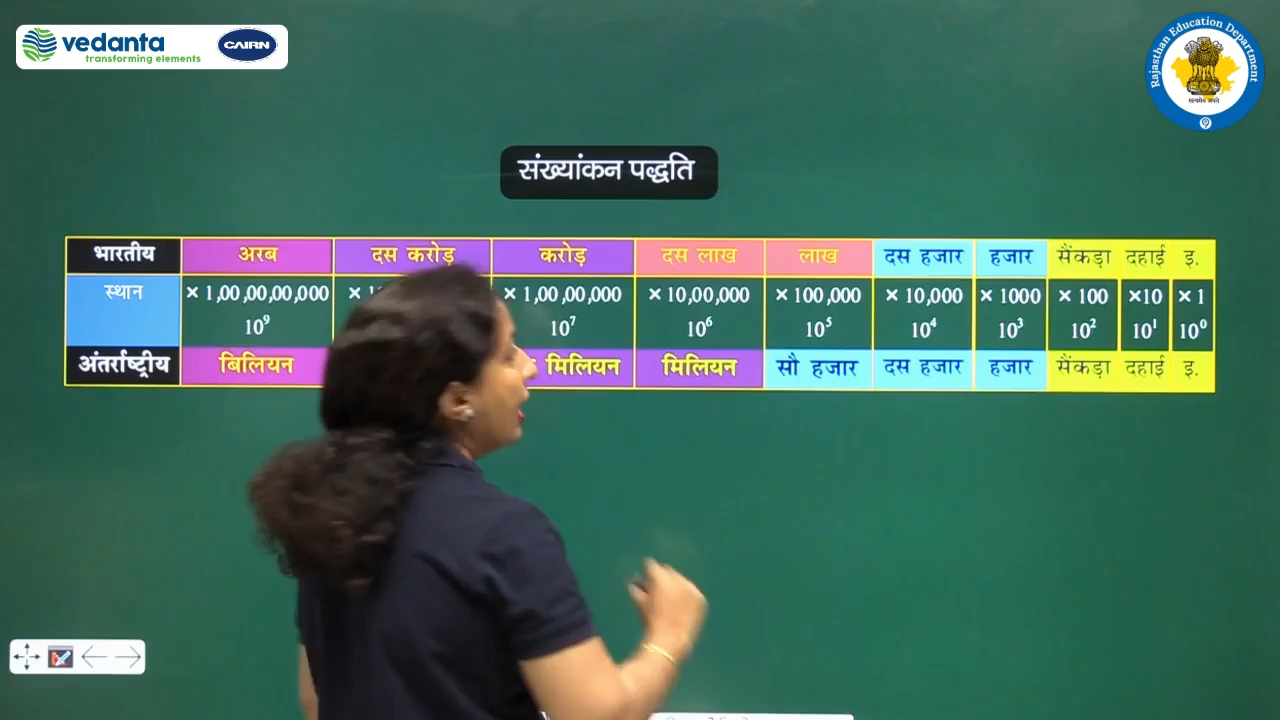 vedanta
transforming elements
CAIRN
Rajasthan Education Department
सत्यमेव जयते
संख्यांकन पद्धति
भारतीय अरब दस करोड़ करोड़ दस लाख लाख दस हजार हजार सैंकड़ा दहाई इ.
स्थान × 1,00,00,00,000 × 1,00,00,000 × 10,00,000 × 100,000 × 10,000 × 1000 × 100 ×10 × 1
10⁹ 10⁷ 10⁶ 10⁵ 10⁴ 10³ 10² 10¹ 10⁰
अंतर्राष्ट्रीय बिलियन मिलियन मिलियन सौ हजार दस हजार हजार सैंकड़ा दहाई इ.